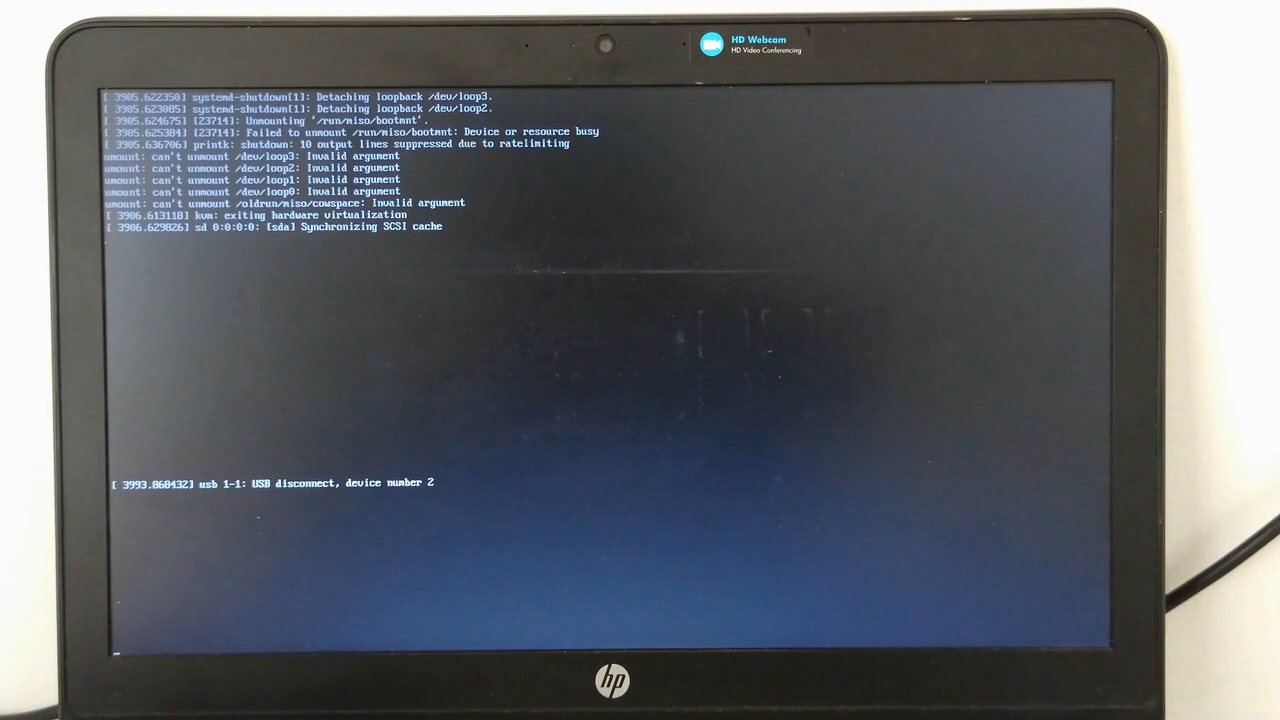 HD Webcam
HD Video Conferencing
[ 3905.622350] systemd-shutdown[1]: Detaching loopback /dev/loop3.
[ 3905.623085] systemd-shutdown[1]: Detaching loopback /dev/loop2.
[ 3905.624675] [23714]: Unmounting '/run/miso/bootmnt'.
[ 3905.625384] [23714]: Failed to unmount /run/miso/bootmnt: Device or resource busy
[ 3905.636706] printk: shutdown: 10 output lines suppressed due to ratelimiting
umount: can't unmount /dev/loop3: Invalid argument
umount: can't unmount /dev/loop2: Invalid argument
umount: can't unmount /dev/loop1: Invalid argument
umount: can't unmount /dev/loop0: Invalid argument
umount: can't unmount /oldrun/miso/cowspace: Invalid argument
[ 3906.613118] kvm: exiting hardware virtualization
[ 3906.629826] sd 0:0:0:0: [sda] Synchronizing SCSI cache
[ 3993.868432] usb 1-1: USB disconnect, device number 2
hp